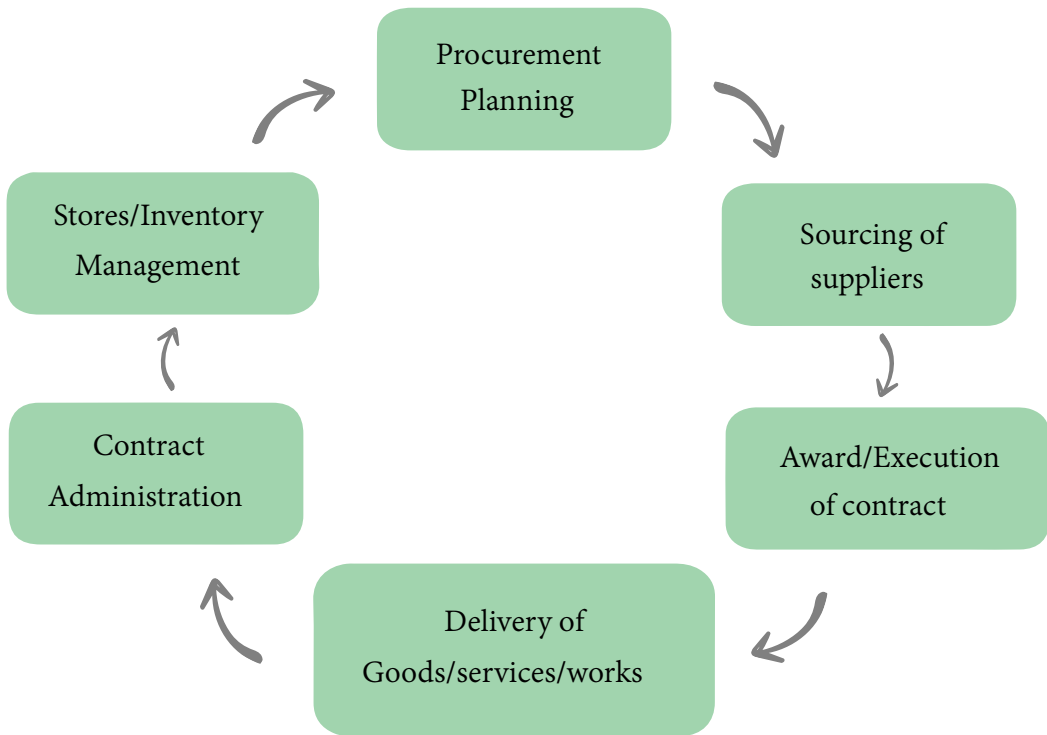 Procurement
Planning
Sourcing of
suppliers
Award/Execution
of contract
Delivery of
Goods/services/works
Contract
Administration
Stores/Inventory
Management